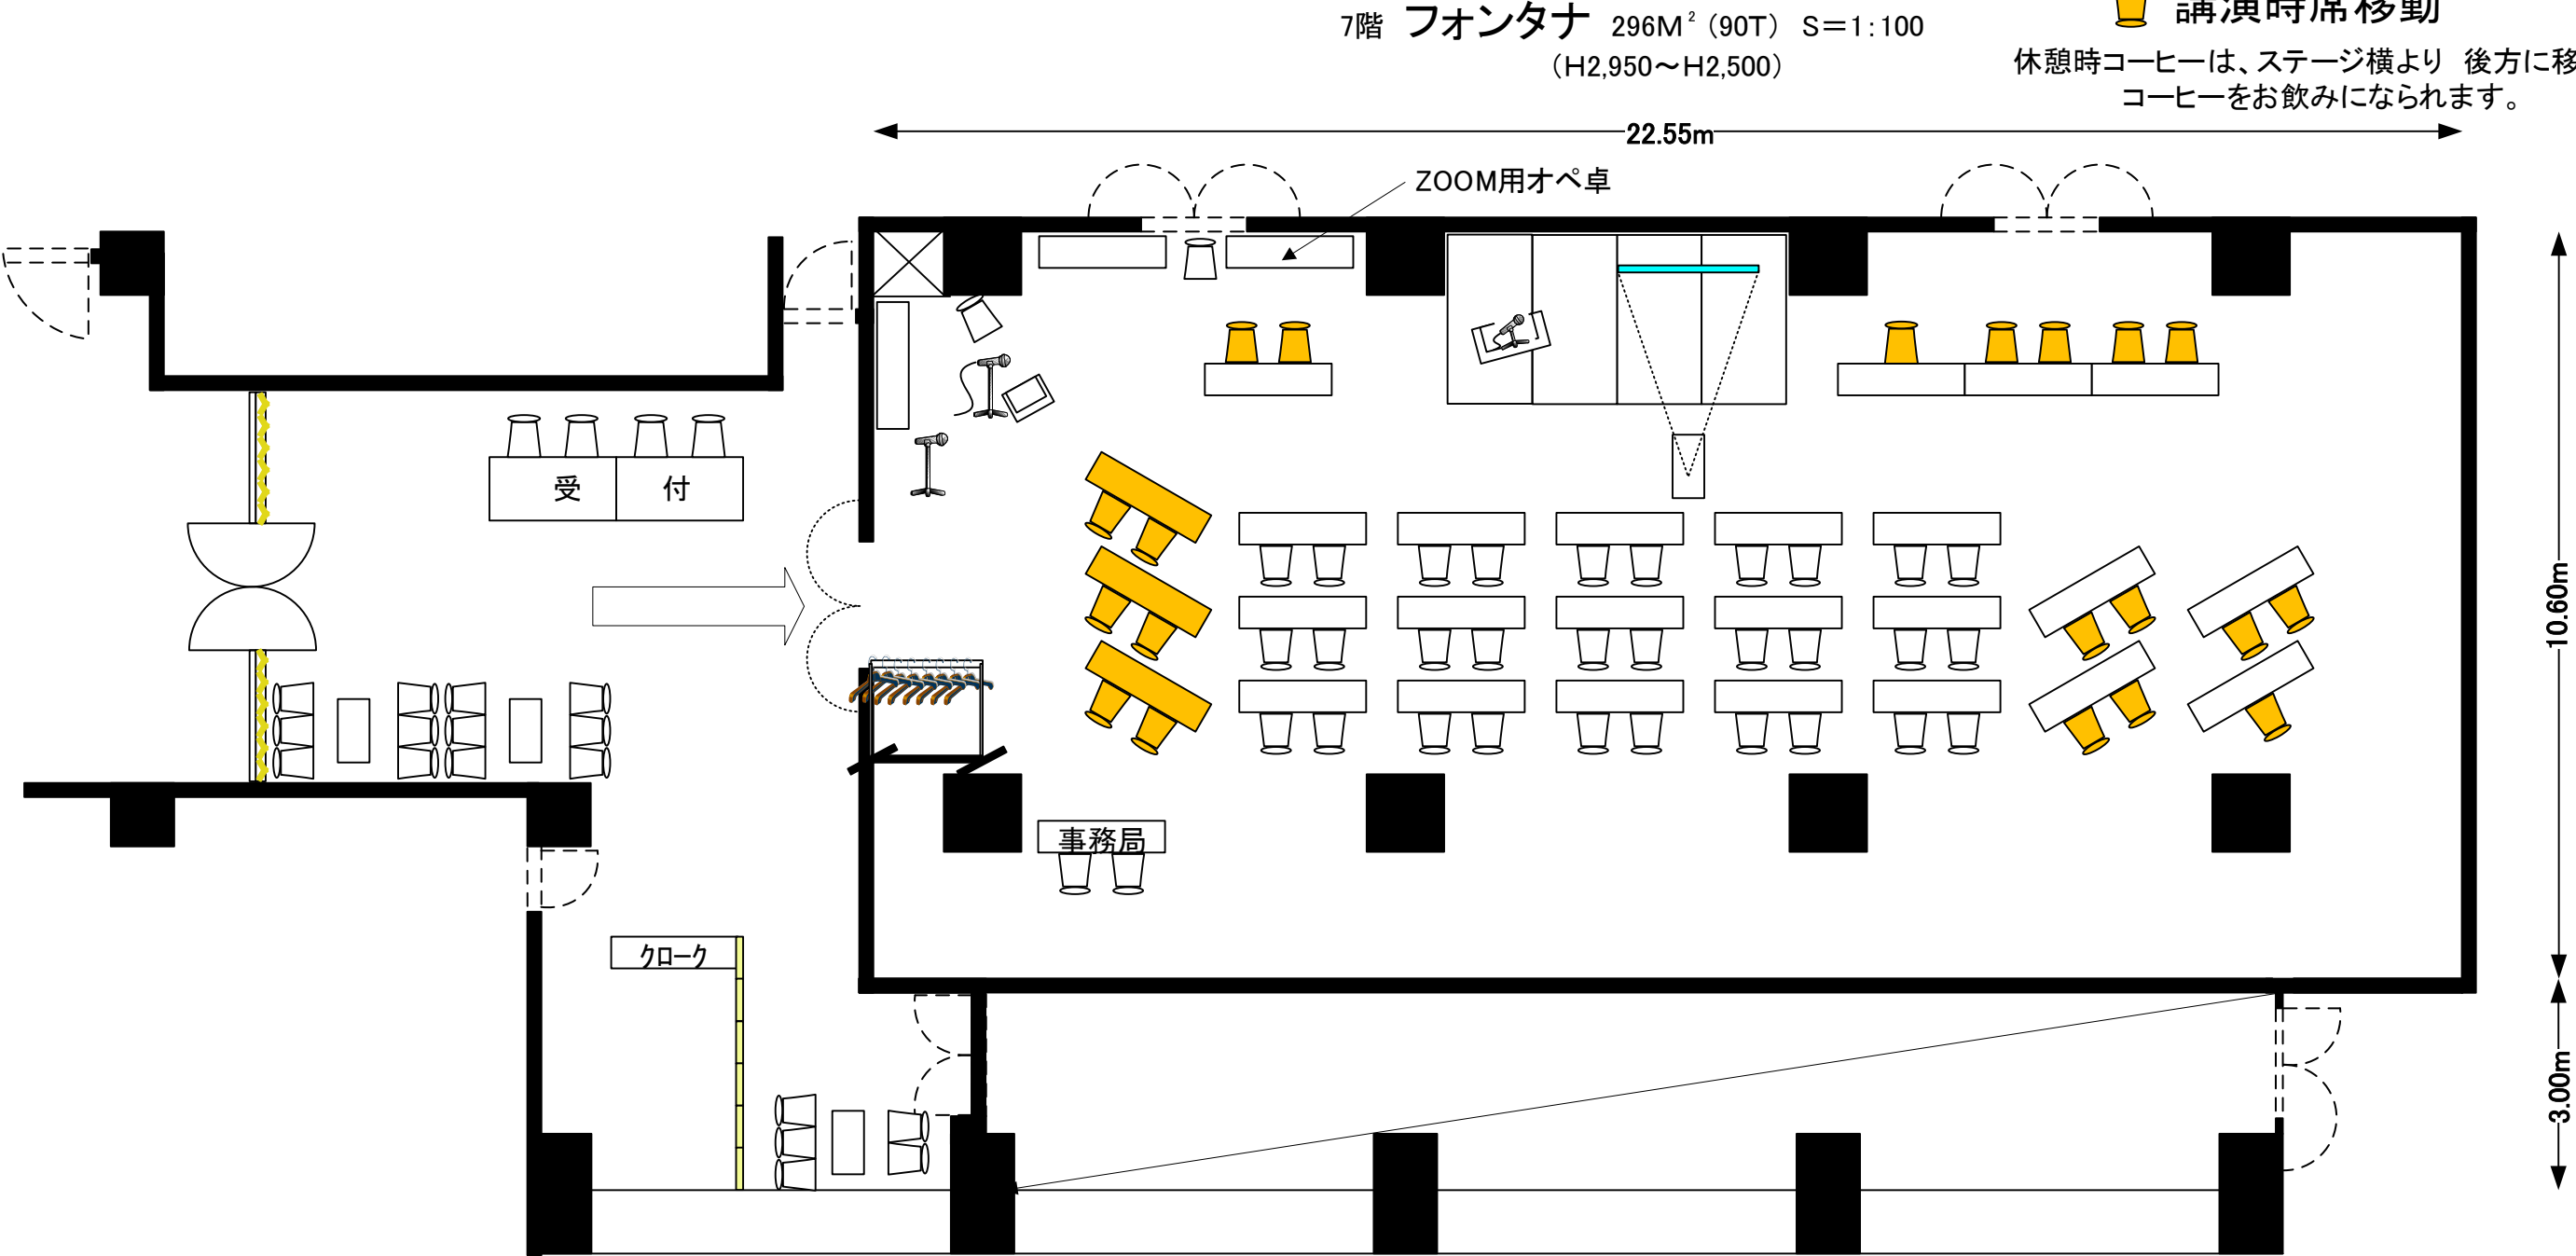 7階 フォンタナ 296M² (90T) S=1:100
(H2,950～H2,500)
講演時席移動
休憩時コーヒーは、ステージ横より 後方に移
コーヒーをお飲みになられます。
22.55m
ZOOM用オペ卓
受 付
10.60m
事務局
クローク
3.00m